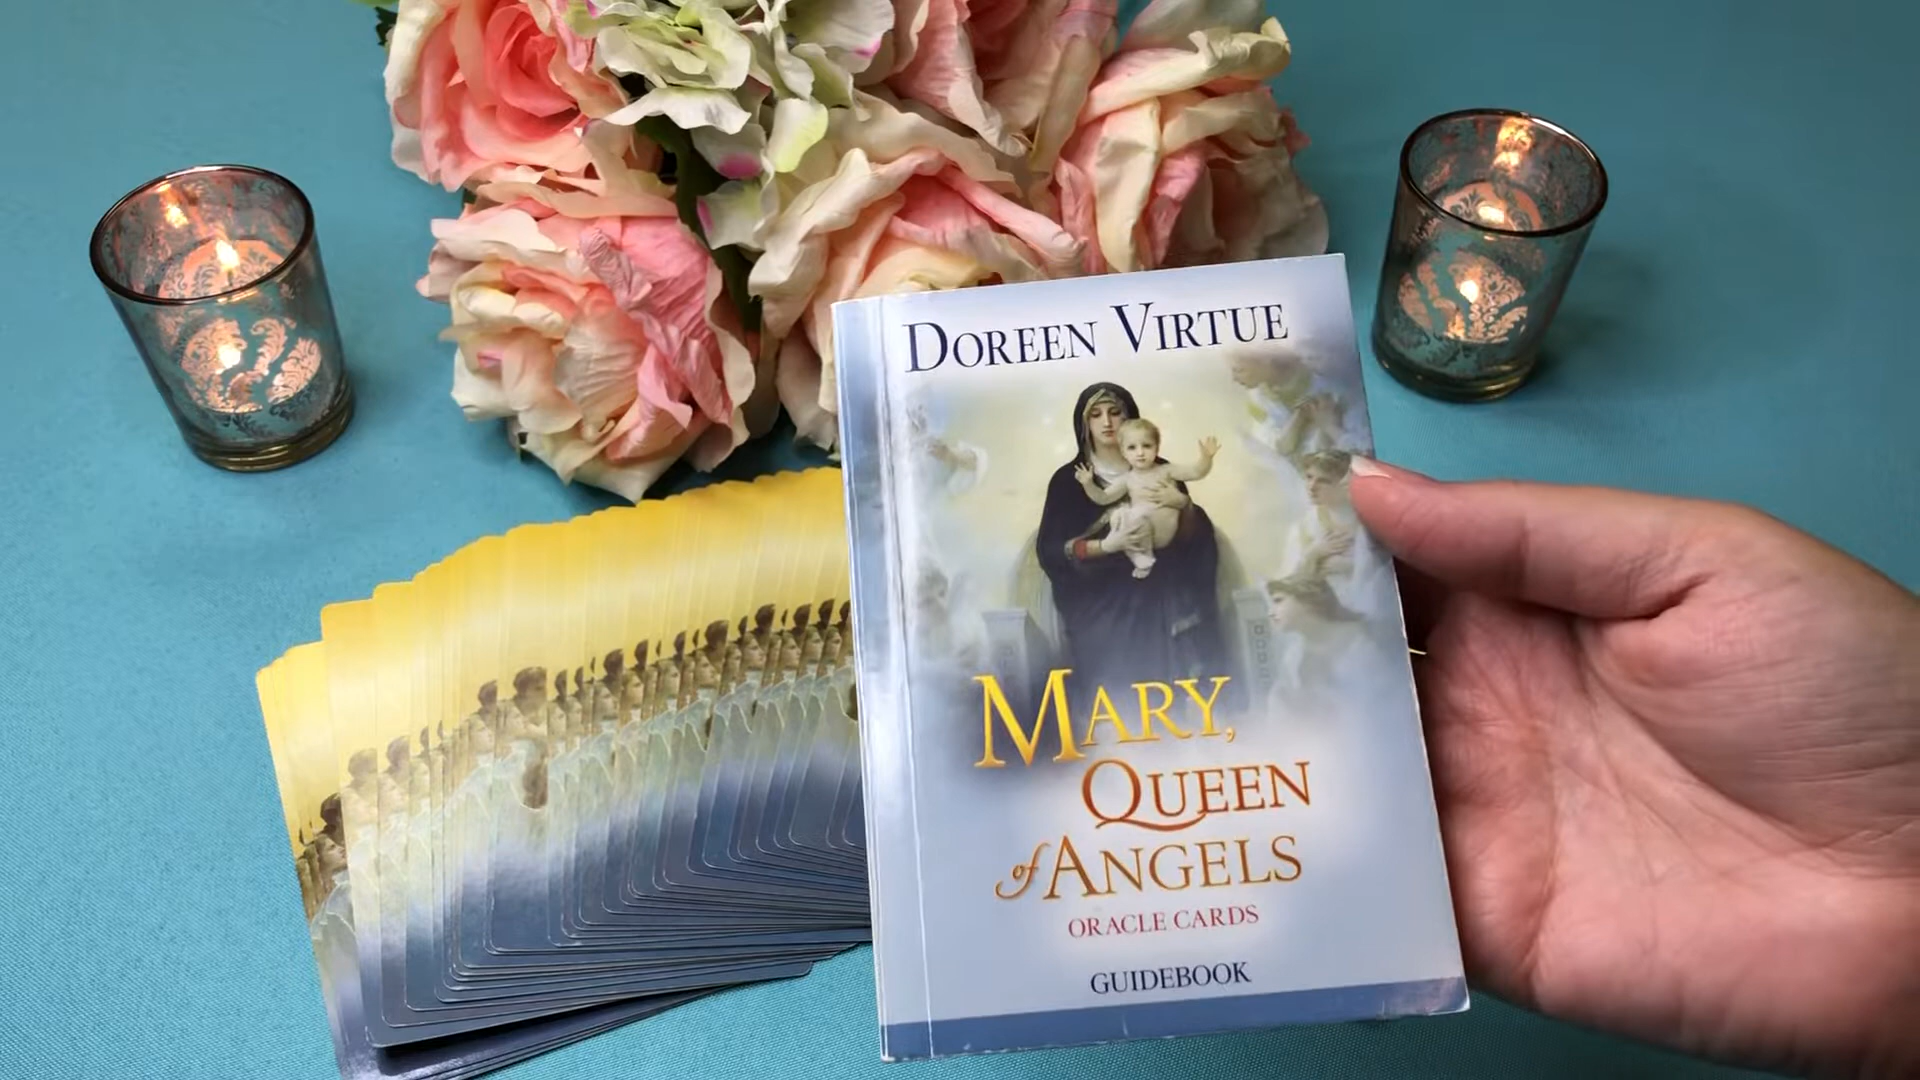 DOREEN VIRTUE
MARY,
QUEEN
of ANGELS
ORACLE CARDS
GUIDEBOOK